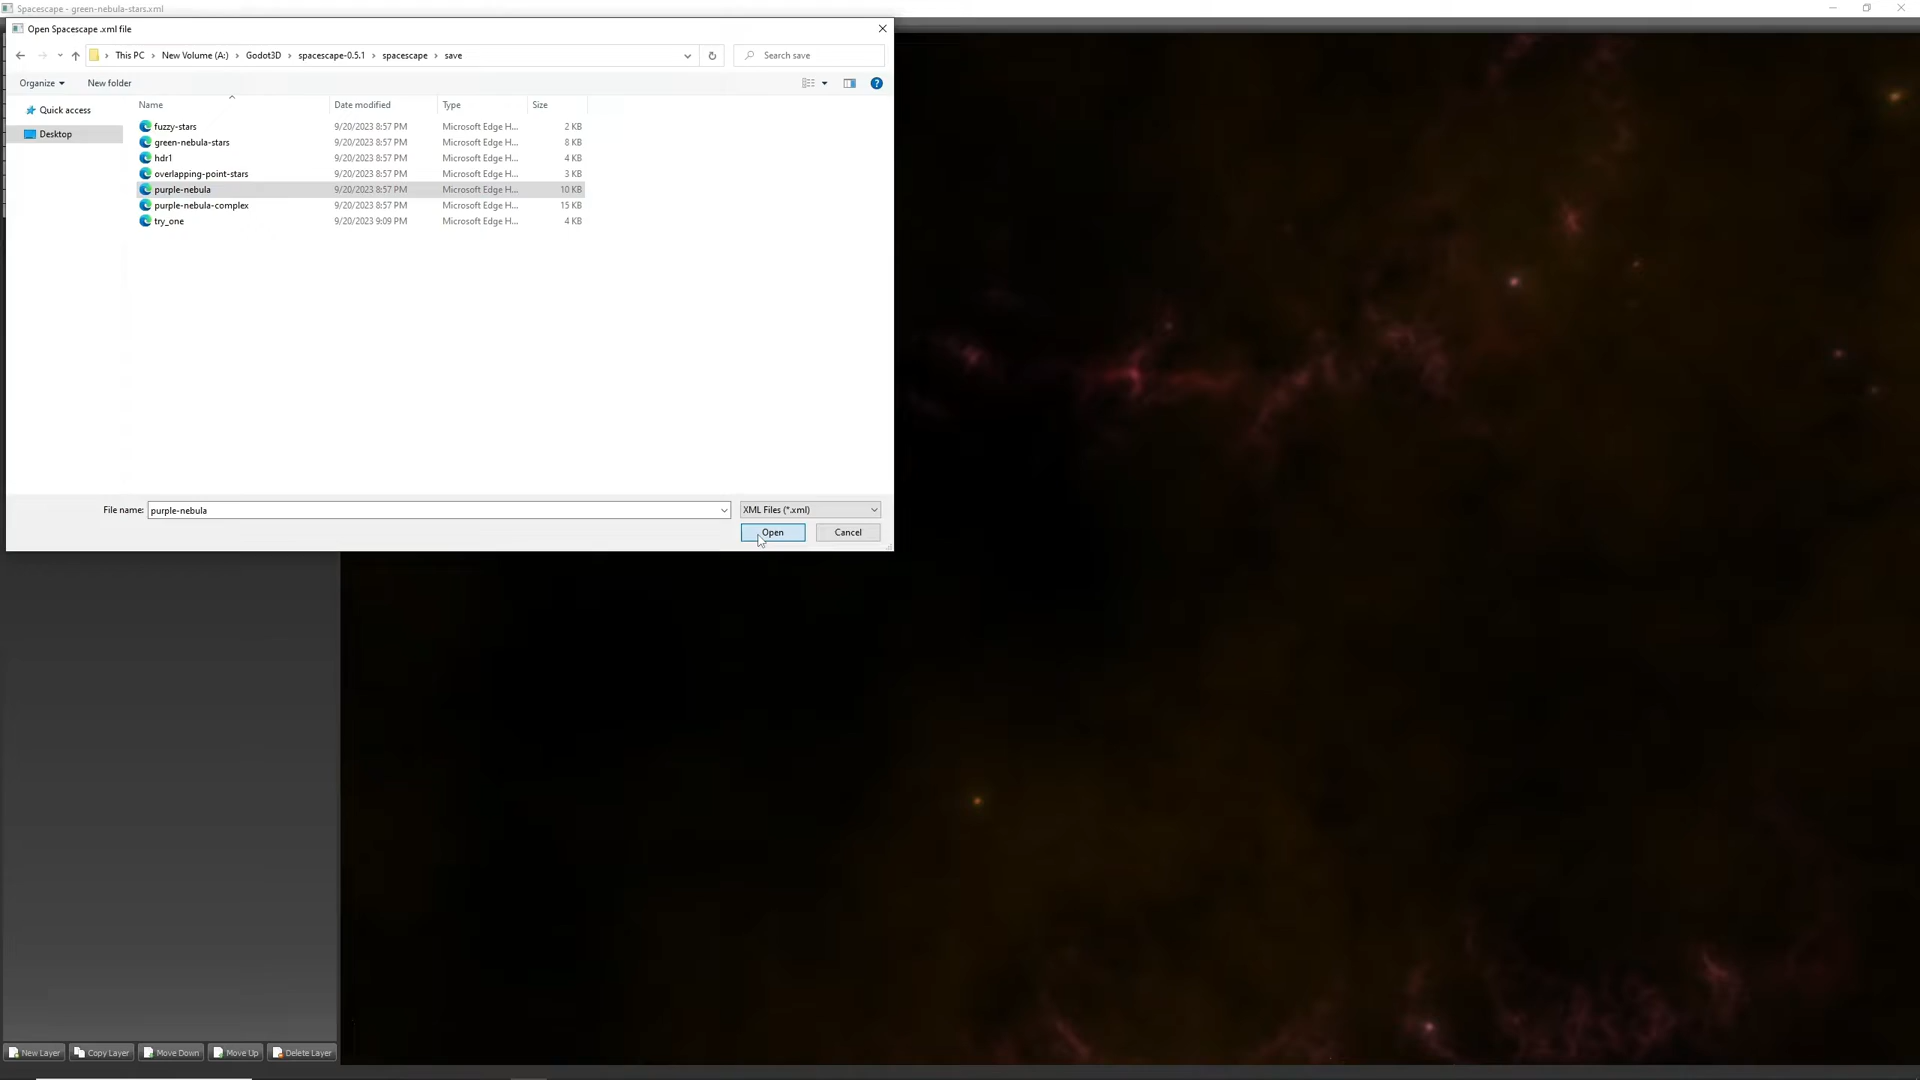 Spacescape - green-nebula-stars.xml
Open Spacescape .xml file
This PC > New Volume (A:) > Godot3D > spacescape-0.5.1 > spacescape > save
Search save
Organize
New folder
Quick access
Desktop
Name Date modified Type Size
fuzzy-stars 9/20/2023 8:57 PM Microsoft Edge H... 2 KB
green-nebula-stars 9/20/2023 8:57 PM Microsoft Edge H... 8 KB
hdr1 9/20/2023 8:57 PM Microsoft Edge H... 4 KB
overlapping-point-stars 9/20/2023 8:57 PM Microsoft Edge H... 3 KB
purple-nebula 9/20/2023 8:57 PM Microsoft Edge H... 10 KB
purple-nebula-complex 9/20/2023 8:57 PM Microsoft Edge H... 15 KB
try_one 9/20/2023 9:09 PM Microsoft Edge H... 4 KB
File name: purple-nebula XML Files (*.xml)
Open Cancel
New Layer Copy Layer Move Down Move Up Delete Layer